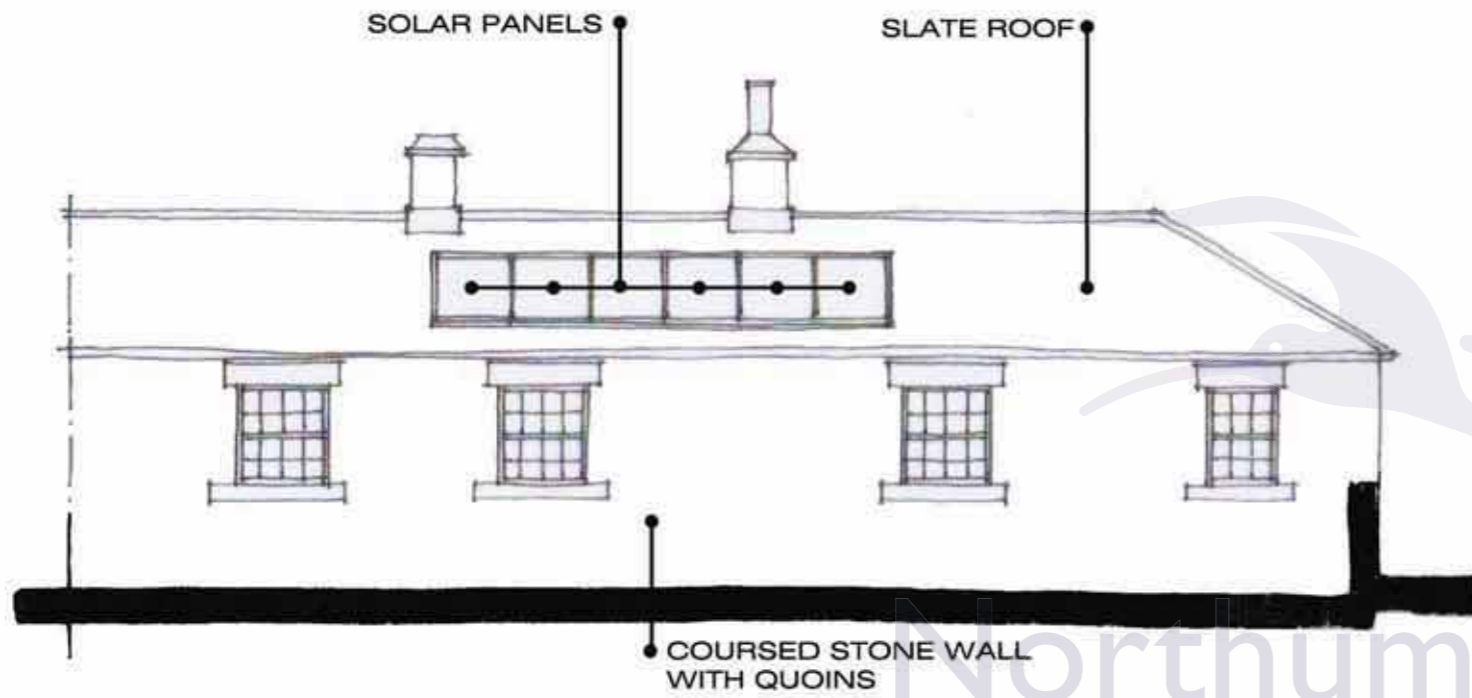 SOLAR PANELS
SLATE ROOF
COURSED STONE WALL
WITH QUOINS
Northum